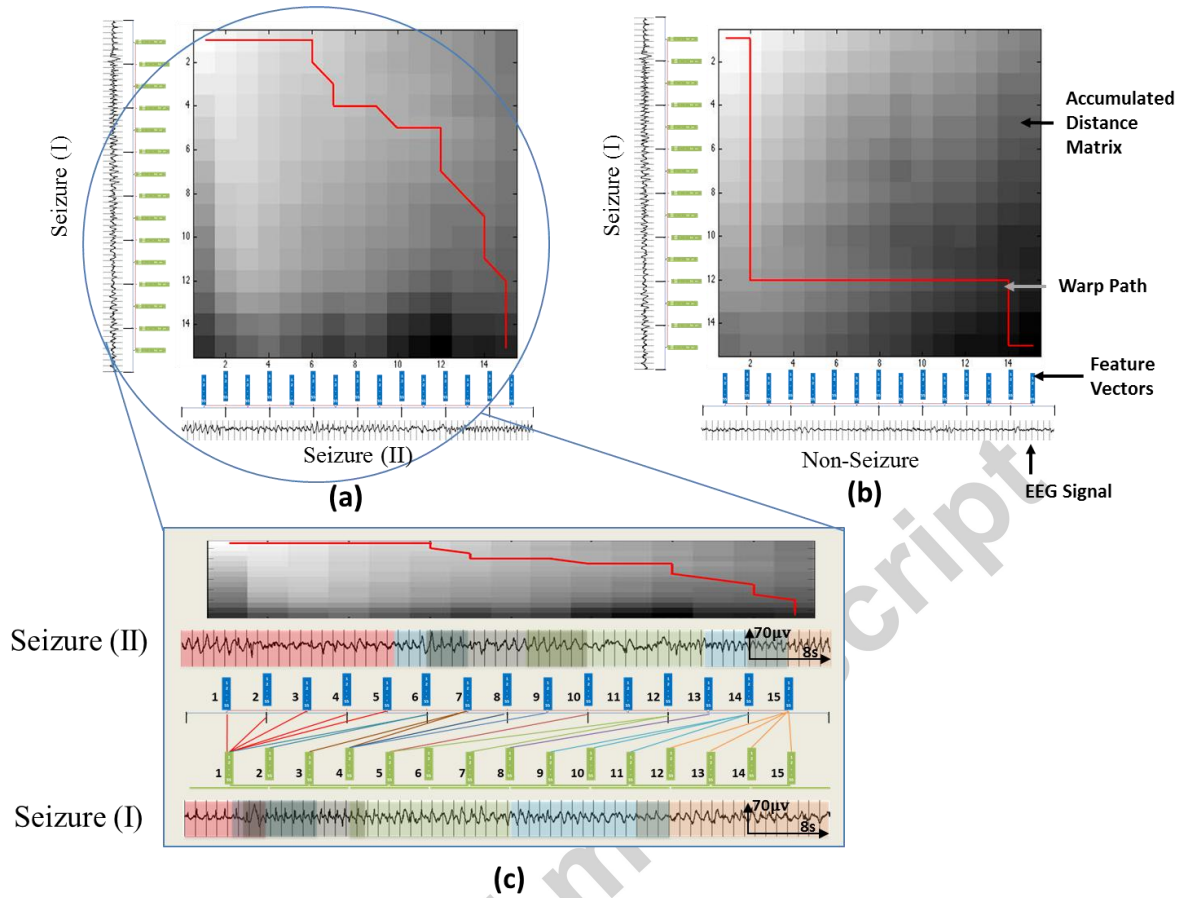 Seizure (I)
2
4
6
8
10
12
14
2
4
6
8
10
12
14
Seizure (II)
(a)
Seizure (I)
2
4
6
8
10
12
14
2
4
6
8
10
12
14
Non-Seizure
(b)
Accumulated
Distance
Matrix
Warp Path
Feature
Vectors
EEG Signal
Seizure (II)
70μv
8s
1 2 3 4 5 6 7 8 9 10 11 12 13 14 15
1 2 3 4 5 6 7 8 9 10 11 12 13 14 15
Seizure (I)
70μv
8s
(c)
script